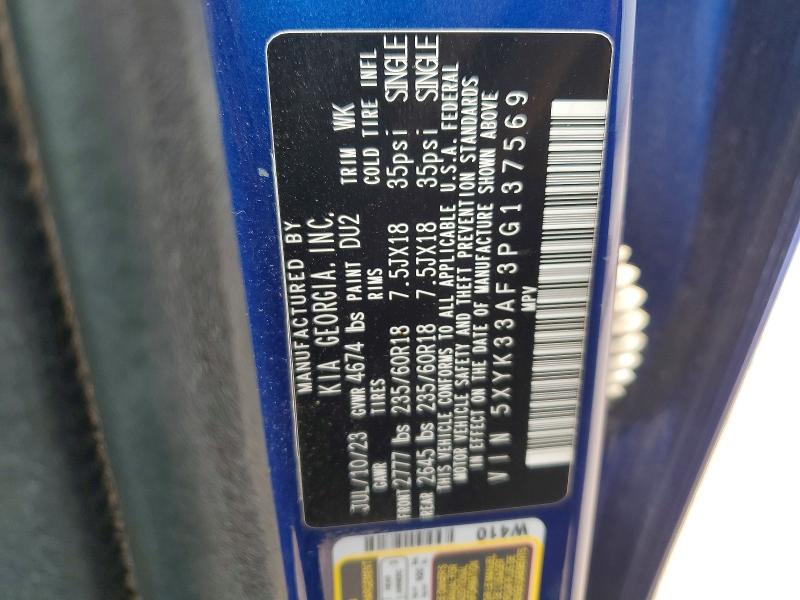 MANUFACTURED BY
KIA GEORGIA. INC.
JUL/10/23 GVWR 4674 lbs PAINT DU2 TRIM WK
GAWR TIRES RIMS COLD TIRE INFL
FRONT 2777 lbs 235/60R18 7.5JX18 35psi SINGLE
REAR 2645 lbs 235/60R18 7.5JX18 35psi SINGLE
THIS VEHICLE CONFORMS TO ALL APPLICABLE U.S.A. FEDERAL
MOTOR VEHICLE SAFETY AND THEFT PREVENTION STANDARDS
IN EFFECT ON THE DATE OF MANUFACTURE SHOWN ABOVE
VIN 5XYK33AF3PG137569
MPV
W410